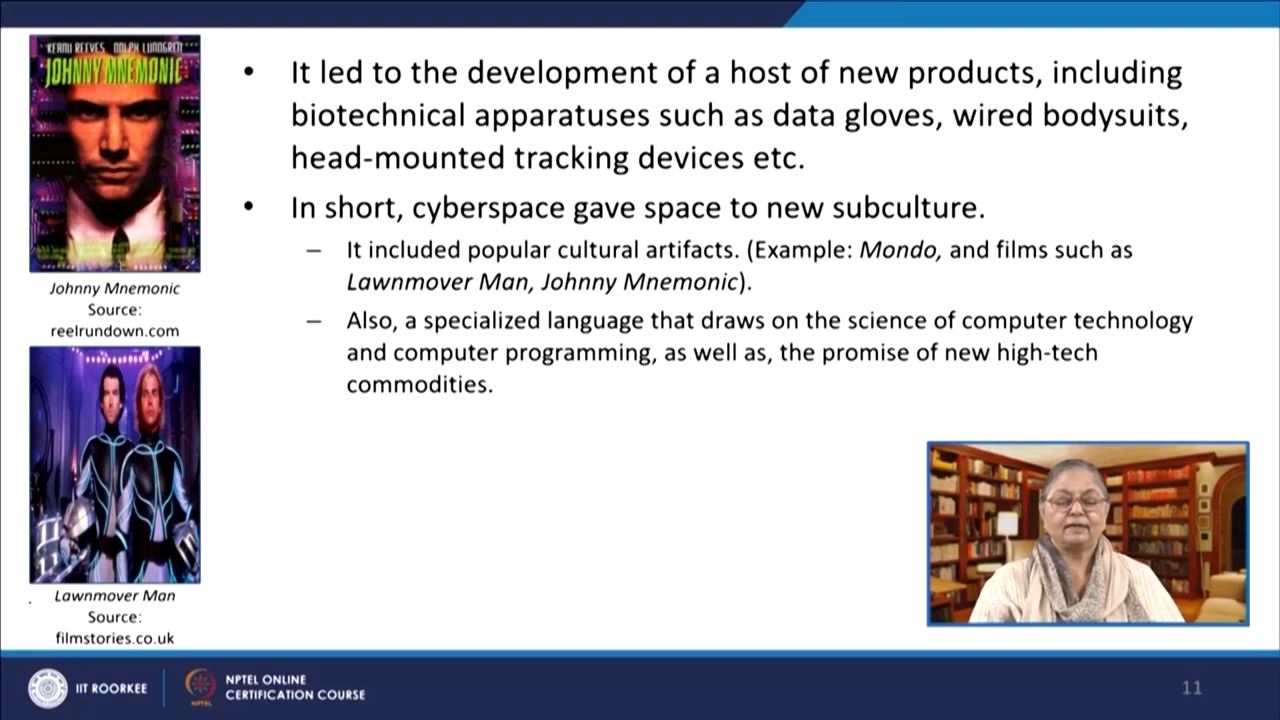 KEANU REEVES DOLPH LUNDGREN
JOHNNY MNEMONIC
Johnny Mnemonic
Source:
reelrundown.com
Lawnmover Man
Source:
filmstories.co.uk
• It led to the development of a host of new products, including
biotechnical apparatuses such as data gloves, wired bodysuits,
head-mounted tracking devices etc.
• In short, cyberspace gave space to new subculture.
– It included popular cultural artifacts. (Example: Mondo, and films such as
Lawnmover Man, Johnny Mnemonic).
– Also, a specialized language that draws on the science of computer technology
and computer programming, as well as, the promise of new high-tech
commodities.
IIT ROORKEE
NPTEL
NPTEL ONLINE
CERTIFICATION COURSE
11